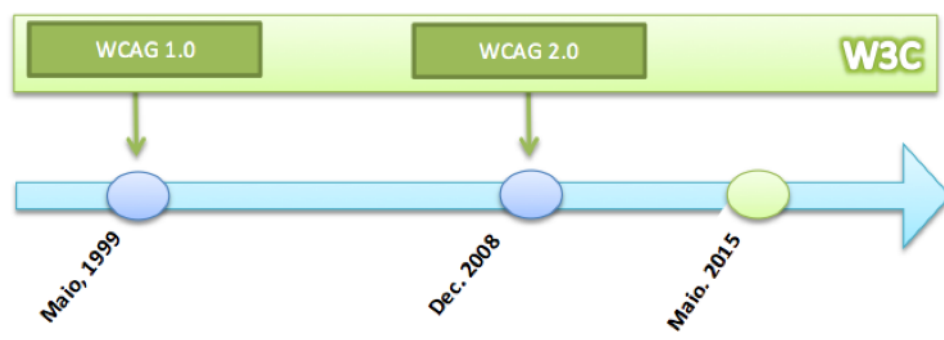 WCAG 1.0
WCAG 2.0
W3C
Maio, 1999
Dec. 2008
Maio. 2015